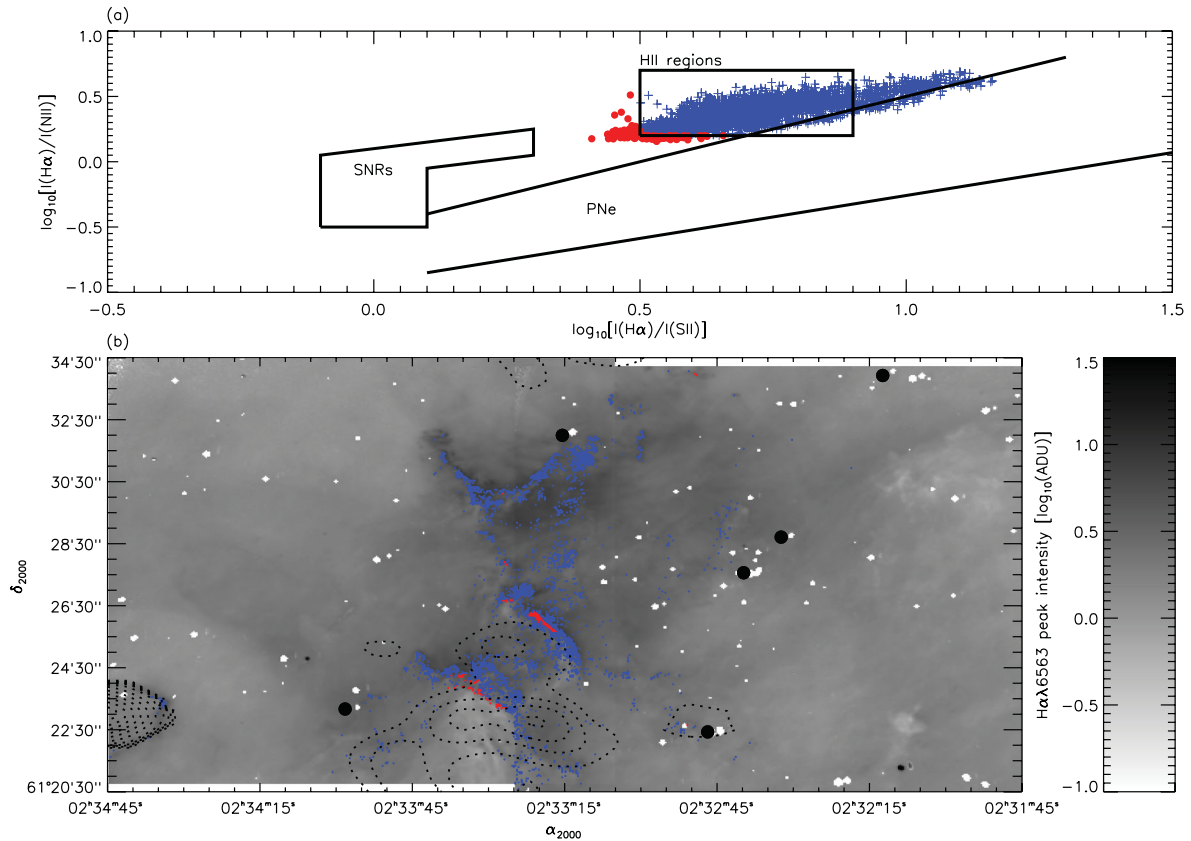 (a)
1.0
0.5
0.0
−0.5
−1.0
log₁₀[I(Hα)/I(NII)]
HII regions
SNRs
PNe
−0.5
0.0
0.5
1.0
1.5
log₁₀[I(Hα)/I(SII)]
(b)
34'30''
32'30''
30'30''
28'30''
26'30''
24'30''
22'30''
61°20'30''
δ₂₀₀₀
02ʰ34ᵐ45ˢ
02ʰ34ᵐ15ˢ
02ʰ33ᵐ45ˢ
02ʰ33ᵐ15ˢ
02ʰ32ᵐ45ˢ
02ʰ32ᵐ15ˢ
02ʰ31ᵐ45ˢ
α₂₀₀₀
Hαλ6563 peak intensity [log₁₀(ADU)]
1.5
1.0
0.5
0.0
−0.5
−1.0